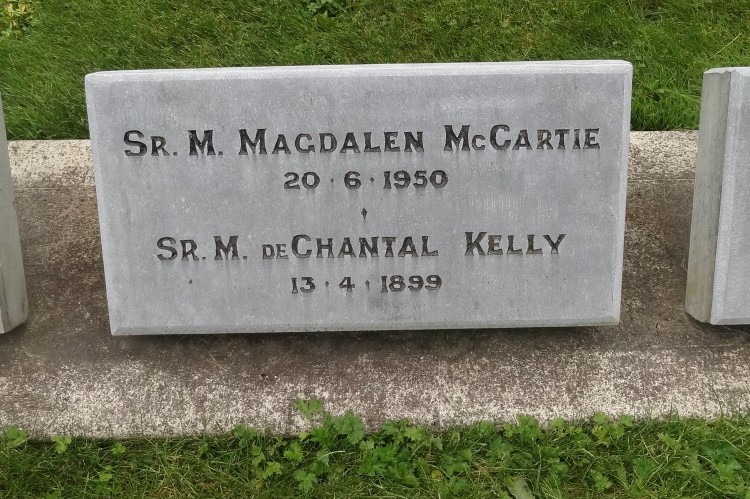 Sr. M. Magdalen McCartie
20 · 6 · 1950
Sr. M. deChantal Kelly
13 · 4 · 1899